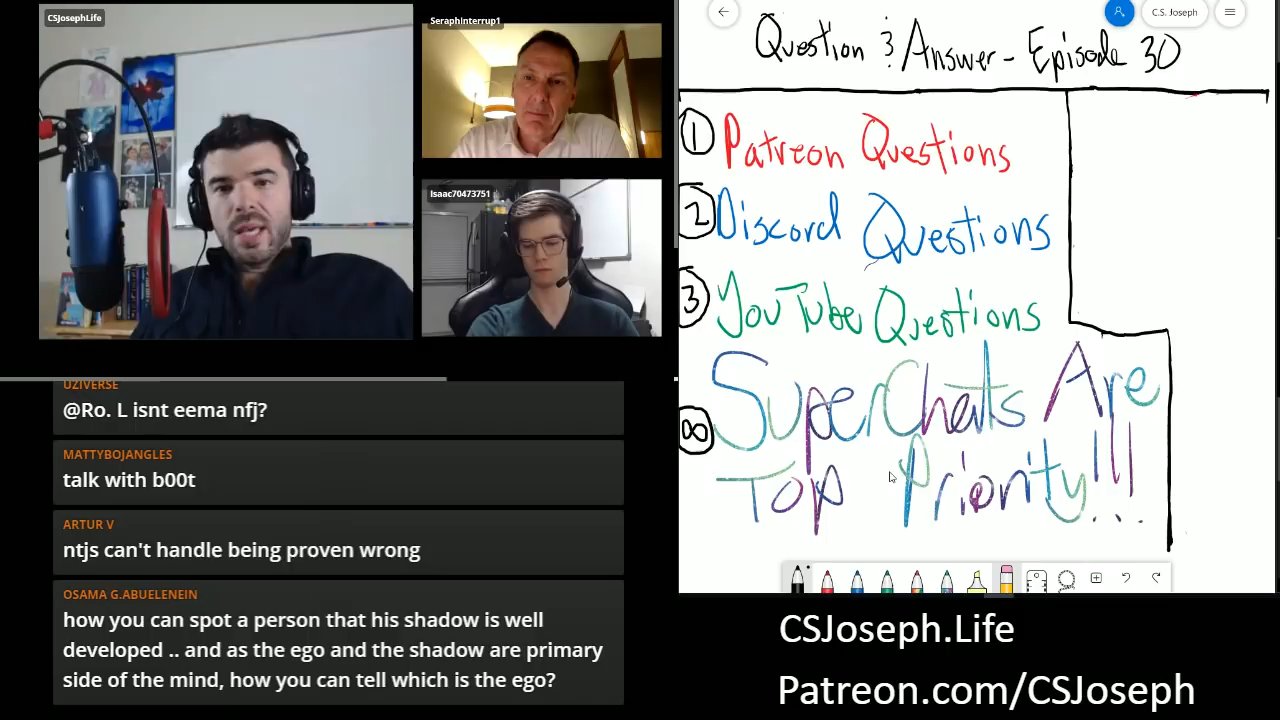 CSJosephLife
SeraphInterrup1
Isaac70473751
UZIVERSE
@Ro. L isnt eema nfj?
MATTYBOJANGLES
talk with b00t
ARTUR V
ntjs can't handle being proven wrong
OSAMA G.ABUELENEIN
how you can spot a person that his shadow is well
developed .. and as the ego and the shadow are primary
side of the mind, how you can tell which is the ego?
C.S. Joseph
Question & Answer - Episode 30
1 Patreon Questions
2 Discord Questions
3 YouTube Questions
∞ SuperChats Are
Top Priority!!!
CSJoseph.Life
Patreon.com/CSJoseph